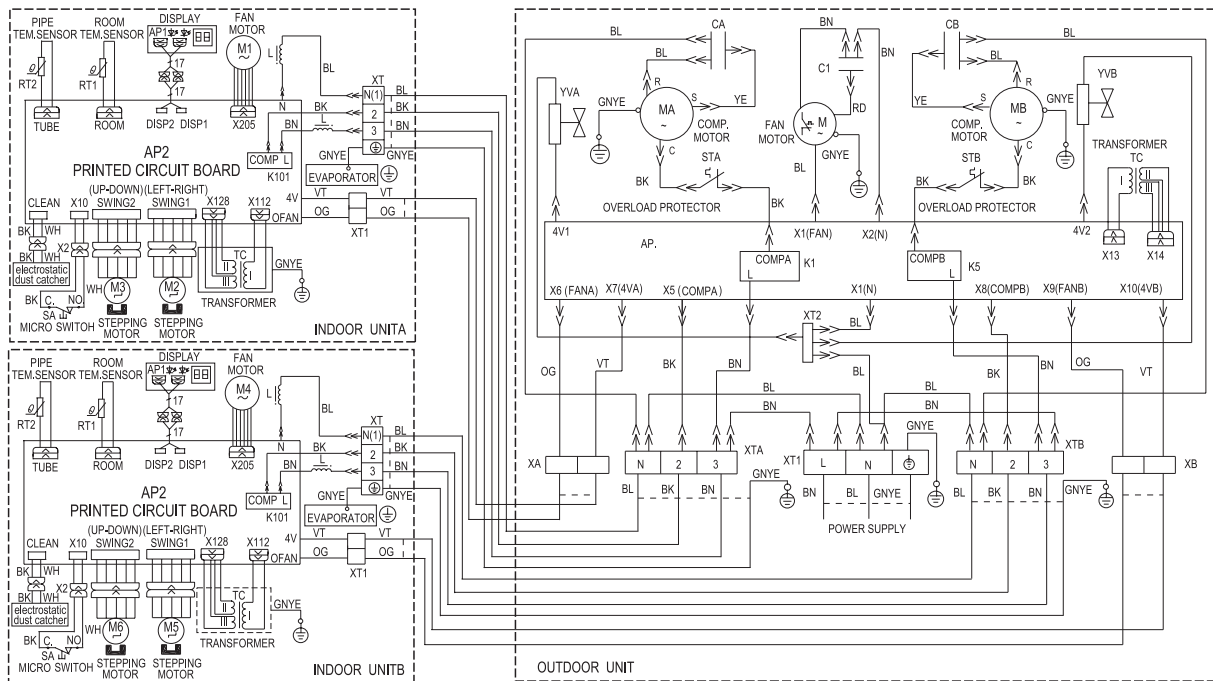 PIPE TEM.SENSOR
ROOM TEM.SENSOR
DISPLAY
AP1
FAN MOTOR
M1 ~
RT2
RT1
17
17
TUBE
ROOM
DISP2 DISP1
X205
L
BL
N
BK
BN
L
COMP L
K101
XT
N(1)
2
3
BL
BK
BN
GNYE
GNYE
EVAPORATOR
AP2
PRINTED CIRCUIT BOARD
(UP-DOWN)(LEFT-RIGHT)
CLEAN
X10
SWING2
SWING1
X128
X112
4V
OFAN
VT
OG
VT
OG
XT1
BK
WH
BK
WH
X2
electrostatic dust catcher
BK
C.
NO.
SA
MICRO SWITCH
WH
M3
M2
STEPPING MOTOR
STEPPING MOTOR
TC
TRANSFORMER
GNYE
INDOOR UNITA
PIPE TEM.SENSOR
ROOM TEM.SENSOR
DISPLAY
AP1
FAN MOTOR
M4 ~
RT2
RT1
17
17
TUBE
ROOM
DISP2 DISP1
X205
L
BL
N
BK
BN
L
COMP L
K101
XT
N(1)
2
3
BL
BK
BN
GNYE
GNYE
EVAPORATOR
AP2
PRINTED CIRCUIT BOARD
(UP-DOWN)(LEFT-RIGHT)
CLEAN
X10
SWING2
SWING1
X128
X112
4V
OFAN
VT
OG
VT
OG
XT1
BK
WH
BK
WH
X2
electrostatic dust catcher
BK
C.
NO.
SA
MICRO SWITCH
WH
M6
M5
STEPPING MOTOR
STEPPING MOTOR
TC
TRANSFORMER
GNYE
INDOOR UNITB
CA
BL
BL
YVA
GNYE
R
S
C
MA ~
YE
COMP. MOTOR
STA
BK
BK
OVERLOAD PROTECTOR
BN
BN
C1
RD
FAN MOTOR
M ~
GNYE
BL
CB
BL
BL
YVB
YE
S
R
C
MB ~
GNYE
COMP. MOTOR
STB
BK
BK
OVERLOAD PROTECTOR
TRANSFORMER
TC
X13
X14
4V1
X1(FAN)
X2(N)
4V2
AP.
COMPA
L
K1
COMPB
L
K5
X6 (FANA)
X7(4VA)
X5 (COMPA)
X1(N)
X8(COMPB)
X9(FANB)
X10(4VB)
XT2
BL
OG
VT
BK
BN
BL
BK
BN
OG
VT
BL
BN
BL
BN
GNYE
XA
N
2
3
XTA
XT1
L
N
N
2
3
XTB
XB
BL
BK
BN
GNYE
BN
BL
GNYE
BL
BK
BN
GNYE
POWER SUPPLY
OUTDOOR UNIT